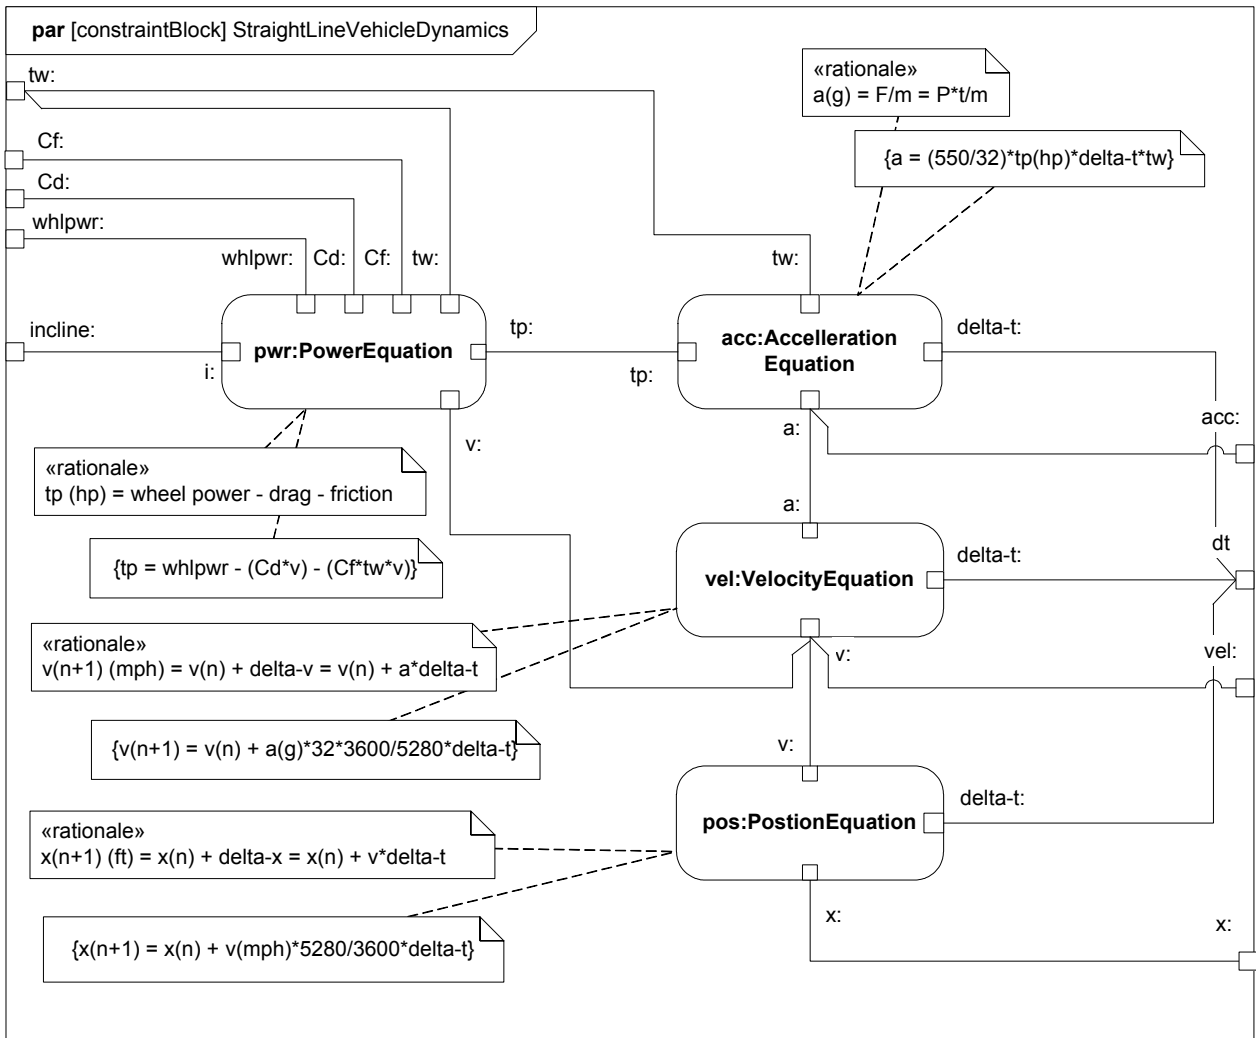 par [constraintBlock] StraightLineVehicleDynamics
tw:
«rationale»
a(g) = F/m = P*t/m
Cf:
{a = (550/32)*tp(hp)*delta-t*tw}
Cd:
whlpwr:
whlpwr: Cd: Cf: tw:
tw:
incline:
tp:
delta-t:
pwr:PowerEquation
acc:Accelleration
Equation
i:
tp:
acc:
v:
a:
«rationale»
tp (hp) = wheel power - drag - friction
a:
dt
{tp = whlpwr - (Cd*v) - (Cf*tw*v)}
delta-t:
vel:VelocityEquation
«rationale»
v(n+1) (mph) = v(n) + delta-v = v(n) + a*delta-t
v:
vel:
{v(n+1) = v(n) + a(g)*32*3600/5280*delta-t}
v:
delta-t:
«rationale»
x(n+1) (ft) = x(n) + delta-x = x(n) + v*delta-t
pos:PostionEquation
x:
x:
{x(n+1) = x(n) + v(mph)*5280/3600*delta-t}